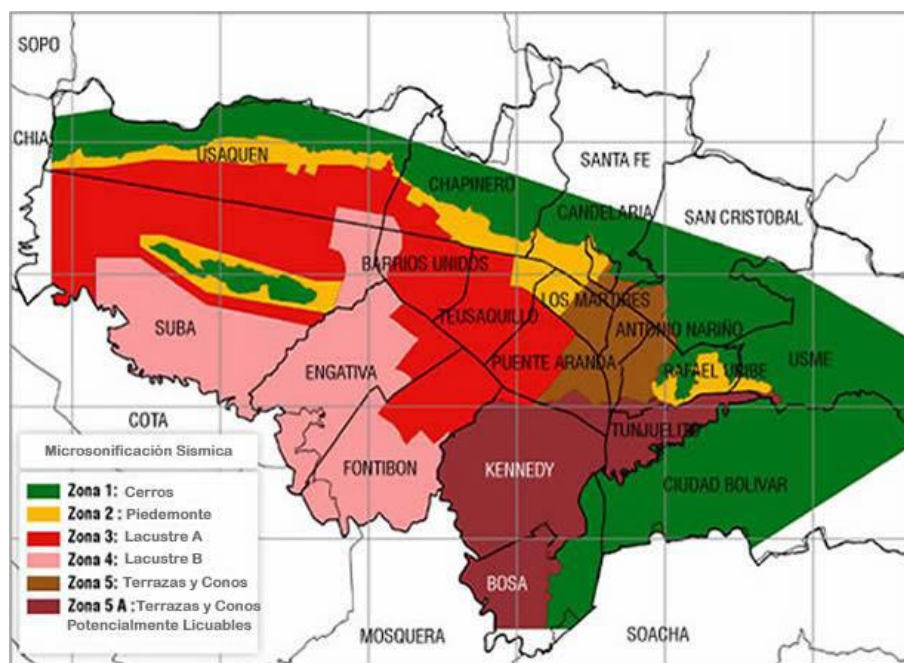 SOPO
CHIA
USAQUEN
SANTA FE
CHAPINERO
CANDELARIA
SAN CRISTOBAL
BARRIOS UNIDOS
LOS MARTIRES
TEUSAQUILLO
SUBA
ANTONIO NARIÑO
PUENTE ARANDA
USME
RAFAEL URIBE
ENGATIVA
COTA
TUNJUELITO
FONTIBON
KENNEDY
CIUDAD BOLIVAR
BOSA
MOSQUERA
SOACHA
Microsonificación Sismica
Zona 1: Cerros
Zona 2 : Piedemonte
Zona 3: Lacustre A
Zona 4: Lacustre B
Zona 5: Terrazas y Conos
Zona 5 A : Terrazas y Conos
Potencialmente Licuables